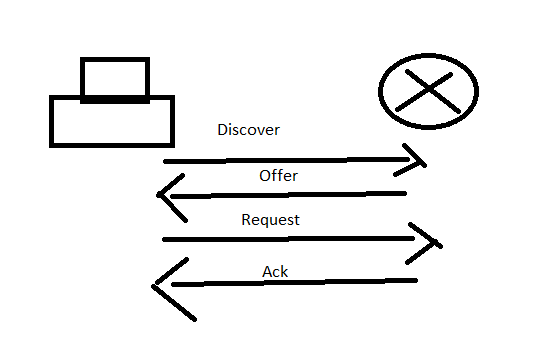 Discover
Offer
Request
Ack